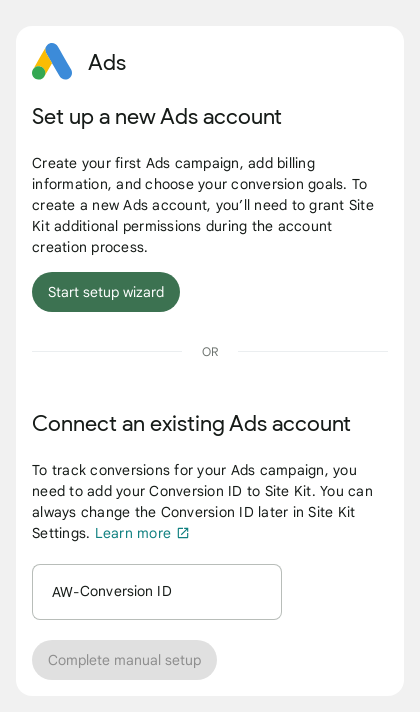 Ads
Set up a new Ads account
Create your first Ads campaign, add billing
information, and choose your conversion goals. To
create a new Ads account, you’ll need to grant Site
Kit additional permissions during the account
creation process.
Start setup wizard
OR
Connect an existing Ads account
To track conversions for your Ads campaign, you
need to add your Conversion ID to Site Kit. You can
always change the Conversion ID later in Site Kit
Settings. Learn more
AW-Conversion ID
Complete manual setup